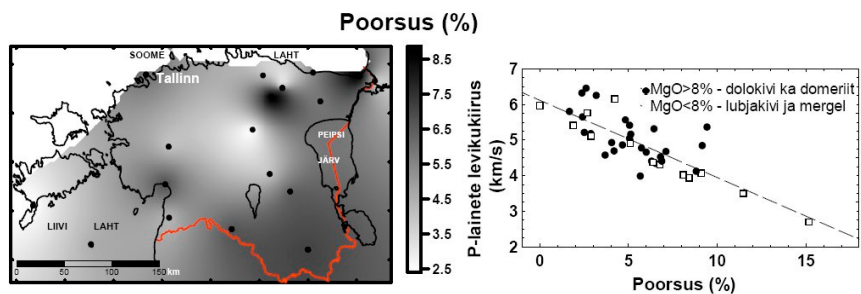 Poorsus (%)
SOOME LAHT
Tallinn
PEIPSI
JÄRV
LIIVI LAHT
0 50 100 150 km
8.5
7.5
6.5
5.5
4.5
3.5
2.5
P-lainete levikukiirus
(km/s)
7
6
5
4
3
2
MgO>8% - dolokivi ka domeriit
MgO<8% - lubjakivi ja mergel
0 5 10 15
Poorsus (%)